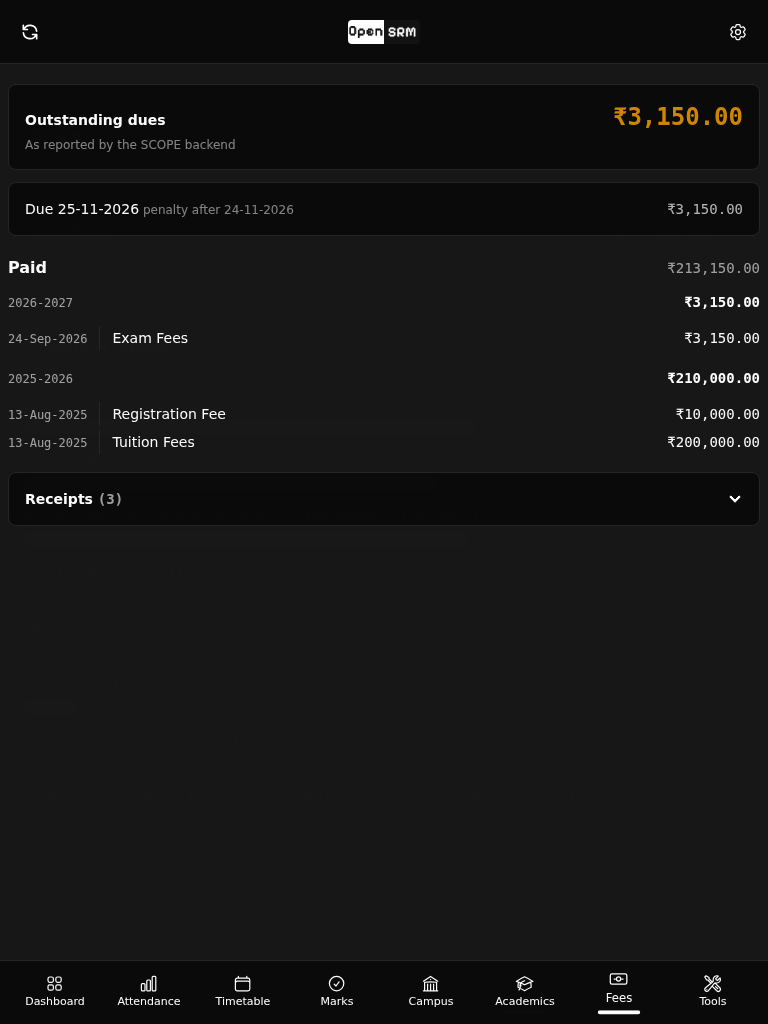 Open SRM
Outstanding dues ₹3,150.00
As reported by the SCOPE backend
Due 25-11-2026 penalty after 24-11-2026 ₹3,150.00
Paid ₹213,150.00
2026-2027 ₹3,150.00
24-Sep-2026 Exam Fees ₹3,150.00
2025-2026 ₹210,000.00
13-Aug-2025 Registration Fee ₹10,000.00
13-Aug-2025 Tuition Fees ₹200,000.00
Receipts (3)
Dashboard Attendance Timetable Marks Campus Academics Fees Tools